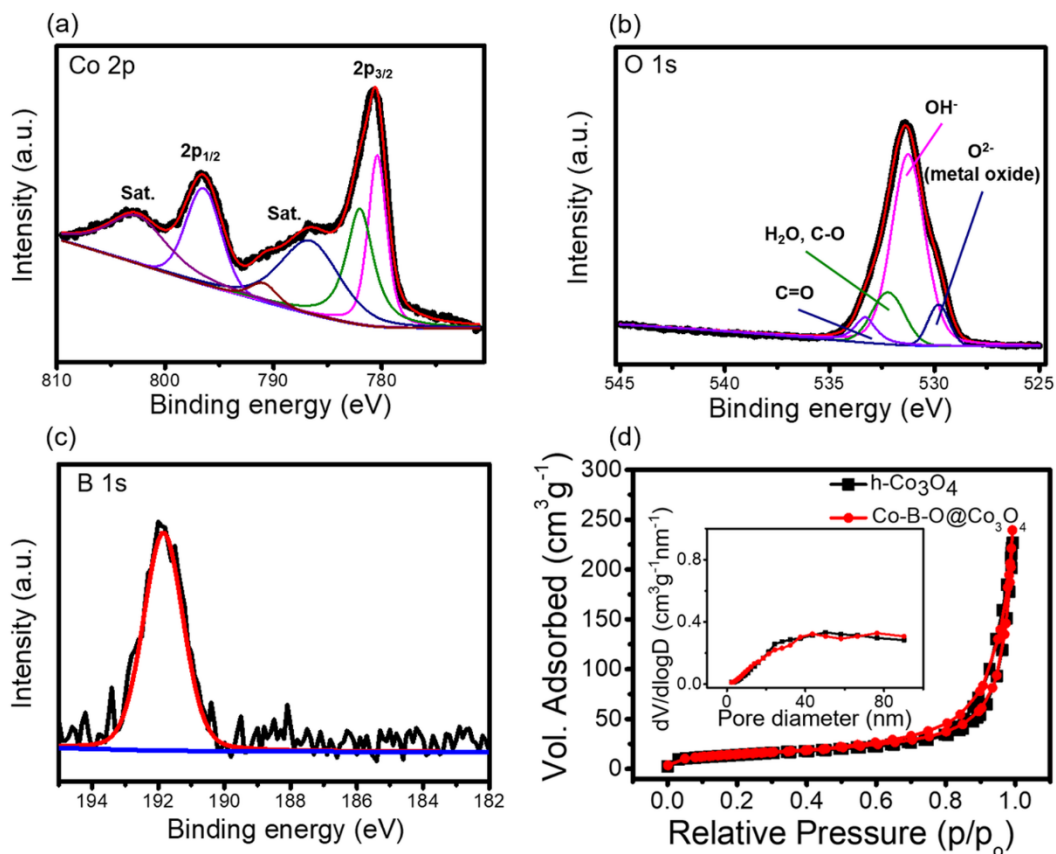 (a)
Co 2p
2p₃/₂
2p₁/₂
Sat.
Sat.
Intensity (a.u.)
810 800 790 780
Binding energy (eV)
(b)
O 1s
OH⁻
O²⁻
(metal oxide)
H₂O, C-O
C=O
Intensity (a.u.)
545 540 535 530 525
Binding energy (eV)
(c)
B 1s
Intensity (a.u.)
194 192 190 188 186 184 182
Binding energy (eV)
(d)
h-Co₃O₄
Co-B-O@Co₃O₄
Vol. Adsorbed (cm³g⁻¹)
300
250
200
150
100
50
0
0.0 0.2 0.4 0.6 0.8 1.0
Relative Pressure (p/p₀)
dV/dlogD (cm³g⁻¹nm⁻¹)
0.8
0.4
0.0
0 40 80
Pore diameter (nm)